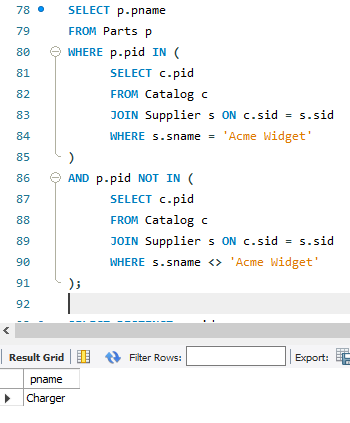 78 SELECT p.pname
79 FROM Parts p
80 WHERE p.pid IN (
81 SELECT c.pid
82 FROM Catalog c
83 JOIN Supplier s ON c.sid = s.sid
84 WHERE s.sname = 'Acme Widget'
85 )
86 AND p.pid NOT IN (
87 SELECT c.pid
88 FROM Catalog c
89 JOIN Supplier s ON c.sid = s.sid
90 WHERE s.sname <> 'Acme Widget'
91 );
92
Result Grid Filter Rows: Export:
pname
Charger